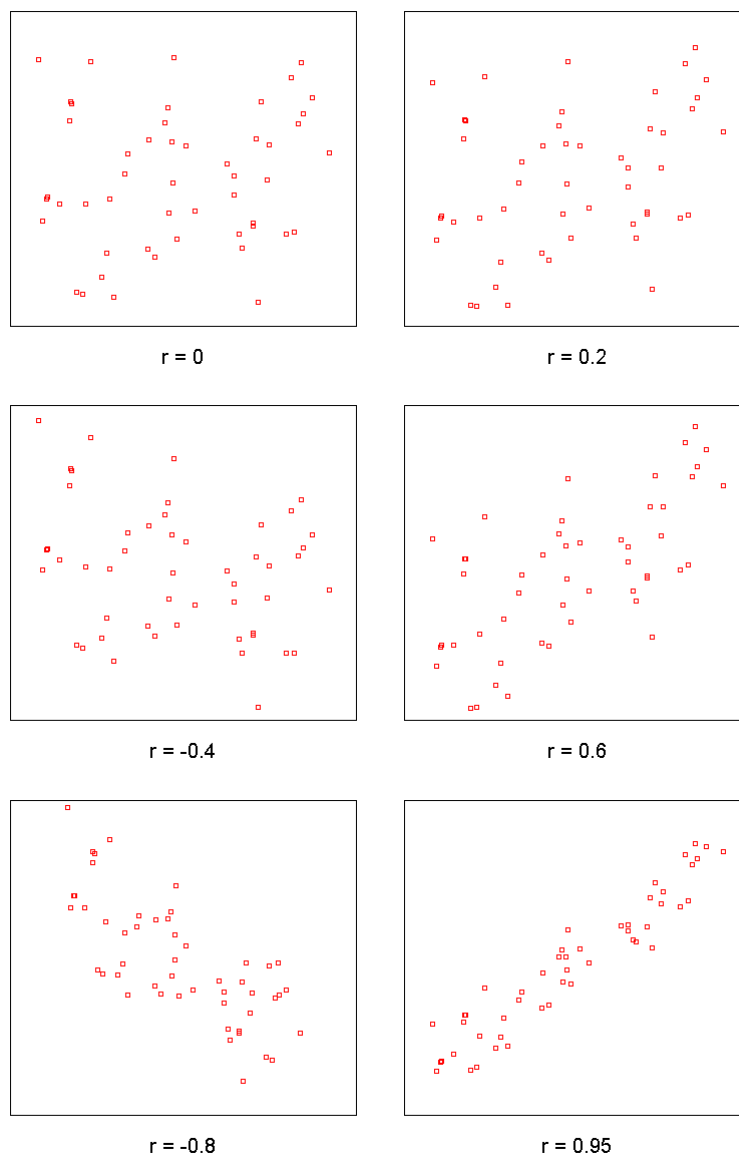 r = 0
r = 0.2
r = -0.4
r = 0.6
r = -0.8
r = 0.95